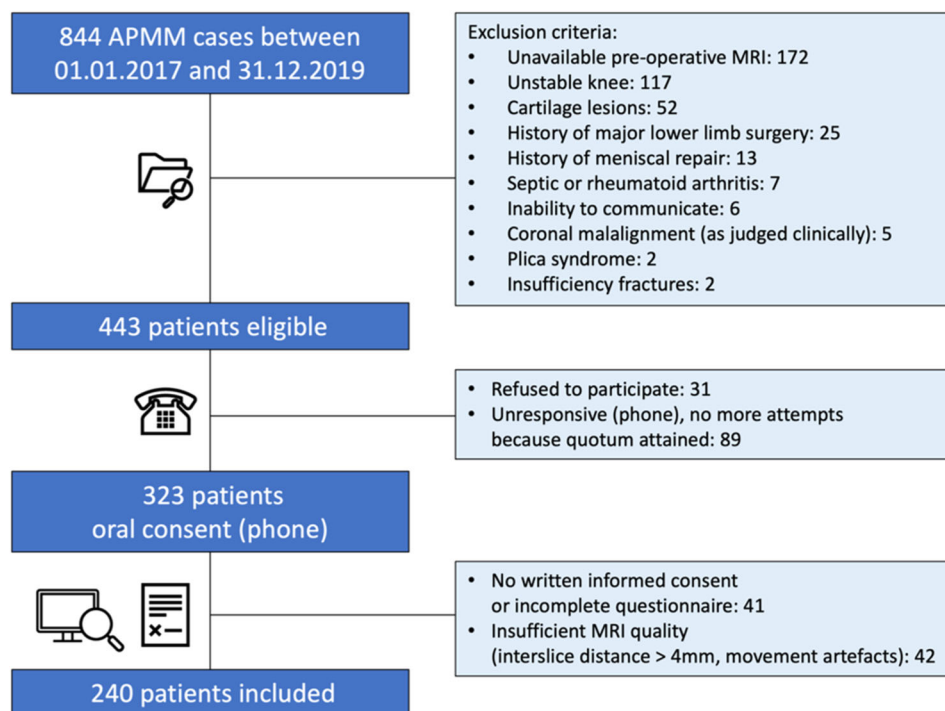 844 APMM cases between
01.01.2017 and 31.12.2019
Exclusion criteria:
• Unavailable pre-operative MRI: 172
• Unstable knee: 117
• Cartilage lesions: 52
• History of major lower limb surgery: 25
• History of meniscal repair: 13
• Septic or rheumatoid arthritis: 7
• Inability to communicate: 6
• Coronal malalignment (as judged clinically): 5
• Plica syndrome: 2
• Insufficiency fractures: 2
443 patients eligible
• Refused to participate: 31
• Unresponsive (phone), no more attempts
because quotum attained: 89
323 patients
oral consent (phone)
• No written informed consent
or incomplete questionnaire: 41
• Insufficient MRI quality
(interslice distance > 4mm, movement artefacts): 42
240 patients included